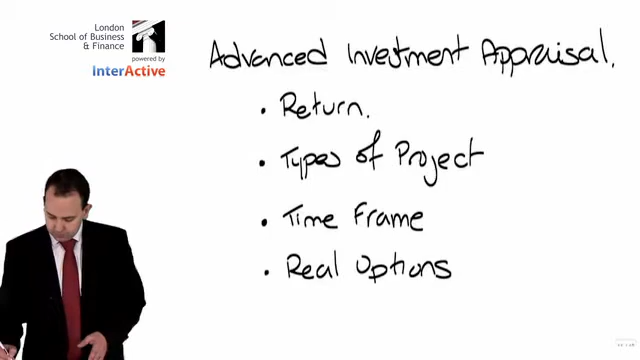 London
School of Business
& Finance
powered by
InterActive
Advanced Investment Appraisal.
• Return.
• Types of Project
• Time Frame
• Real Options